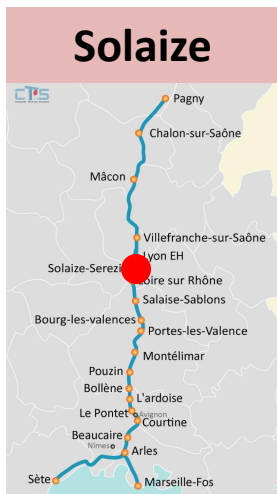 Solaize
CTS
Pagny
Chalon-sur-Saône
Mâcon
Villefranche-sur-Saône
Lyon EH
Solaize-Serezi
Loire sur Rhône
Salaise-Sablons
Bourg-les-valences
Portes-les-Valence
Montélimar
Pouzin
Bollène
L'ardoise
Le Pontet
Avignon
Courtine
Beaucaire
Nîmes
Arles
Sète
Marseille-Fos